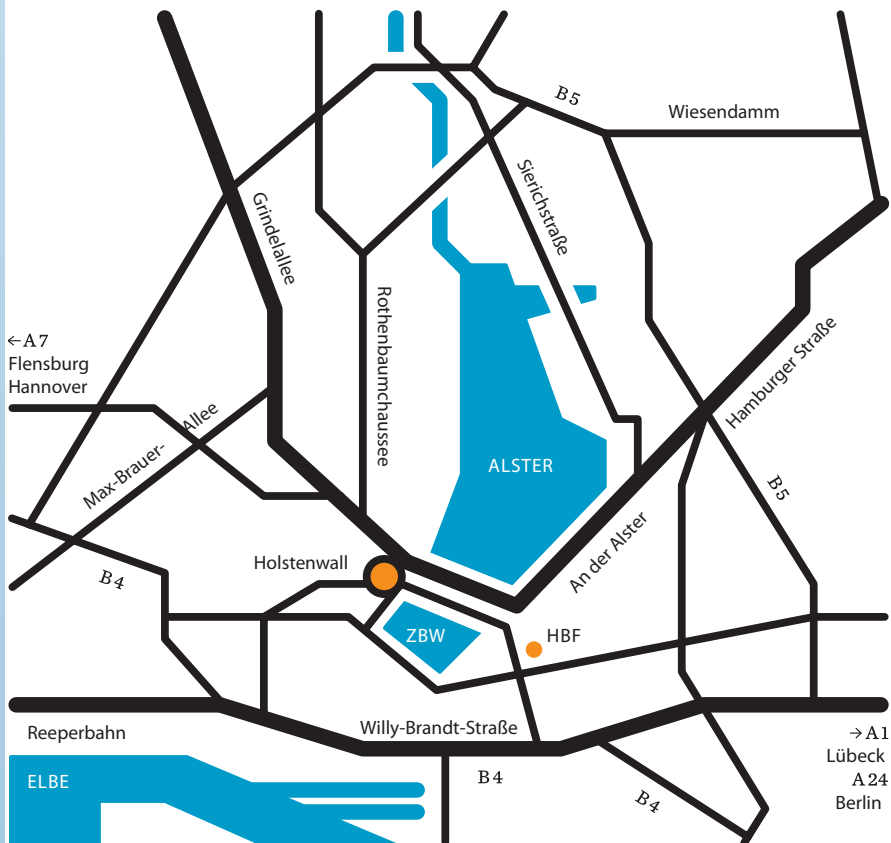 B5
Wiesendamm
Sierichstraße
Grindelallee
Rothenbaumchaussee
←A7
Flensburg
Hannover
Hamburger Straße
Max-Brauer-
Allee
ALSTER
B5
An der Alster
Holstenwall
B4
ZBW
HBF
Reeperbahn
Willy-Brandt-Straße
→A1
Lübeck
A24
Berlin
ELBE
B4
B4